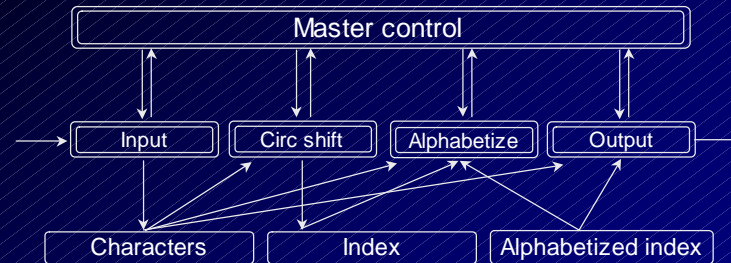 Master control
Input
Circ shift
Alphabetize
Output
Characters
Index
Alphabetized index